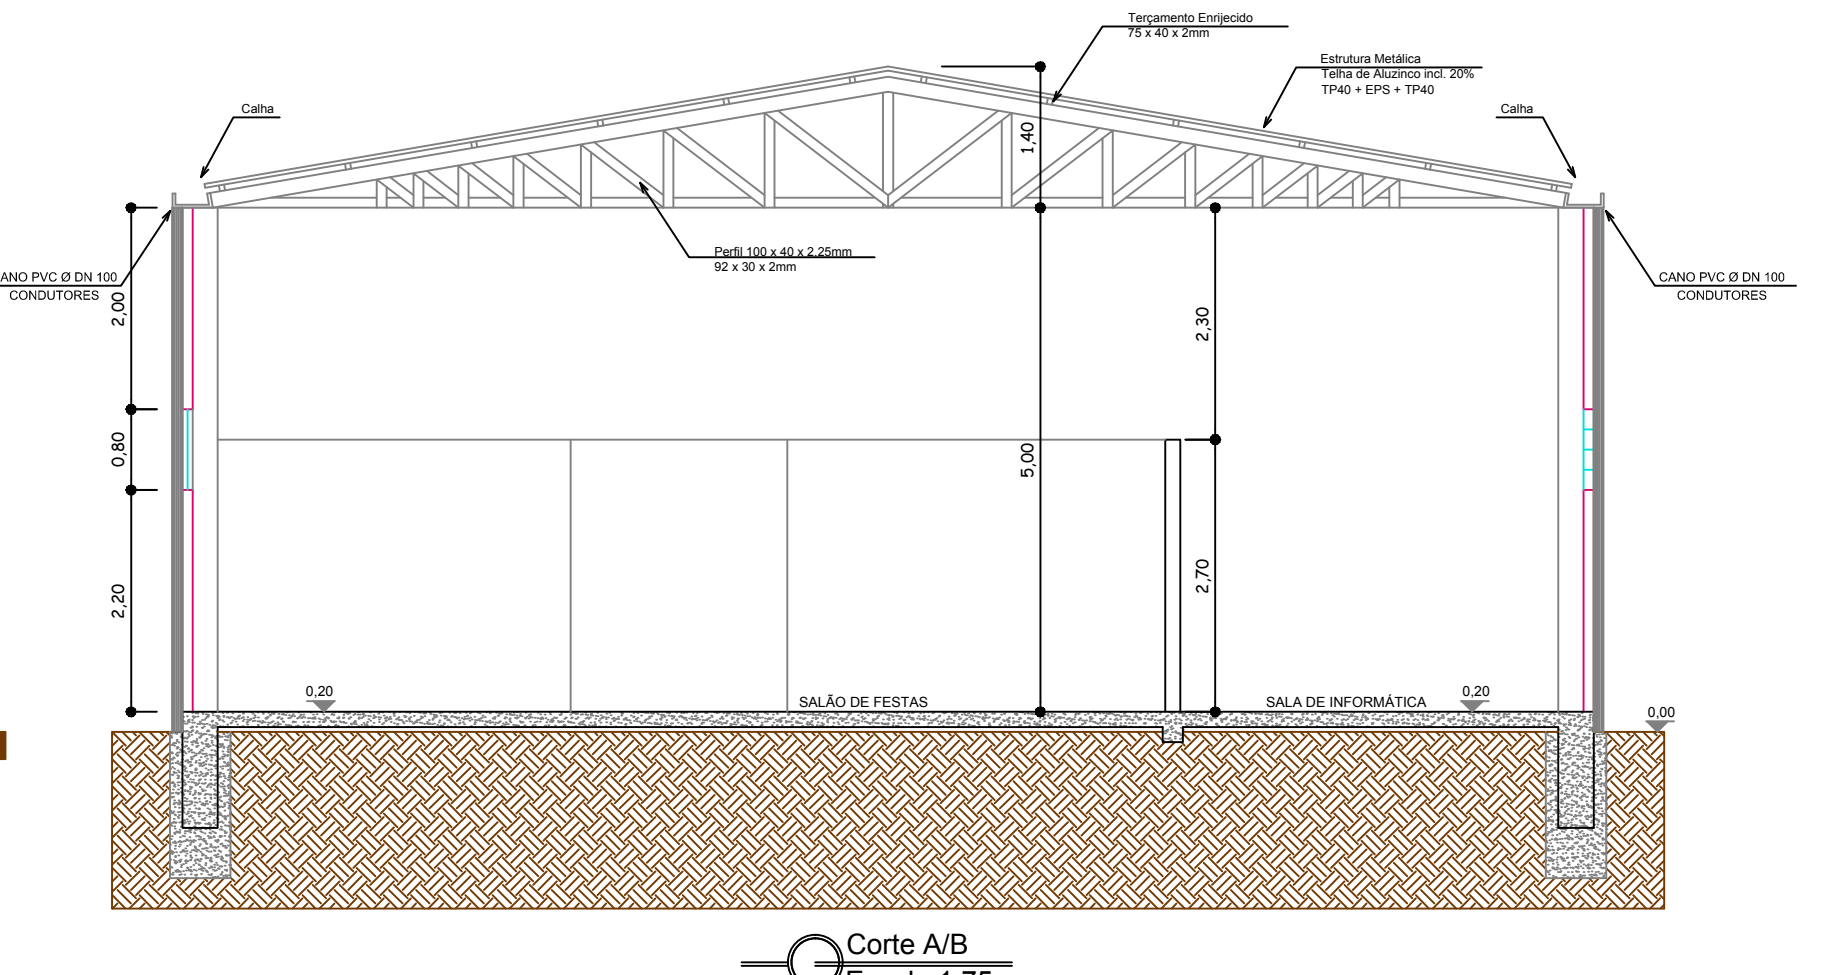 Terçamento Enrijecido
75 x 40 x 2mm
Estrutura Metálica
Telha de Aluzinco incl. 20%
TP40 + EPS + TP40
Calha
Calha
1,40
Perfil 100 x 40 x 2.25mm
92 x 30 x 2mm
ANO PVC Ø DN 100
CONDUTORES
CANO PVC Ø DN 100
CONDUTORES
2,00
2,30
0,80
5,00
2,20
2,70
0,20
SALÃO DE FESTAS
SALA DE INFORMÁTICA
0,20
0,00
Corte A/B